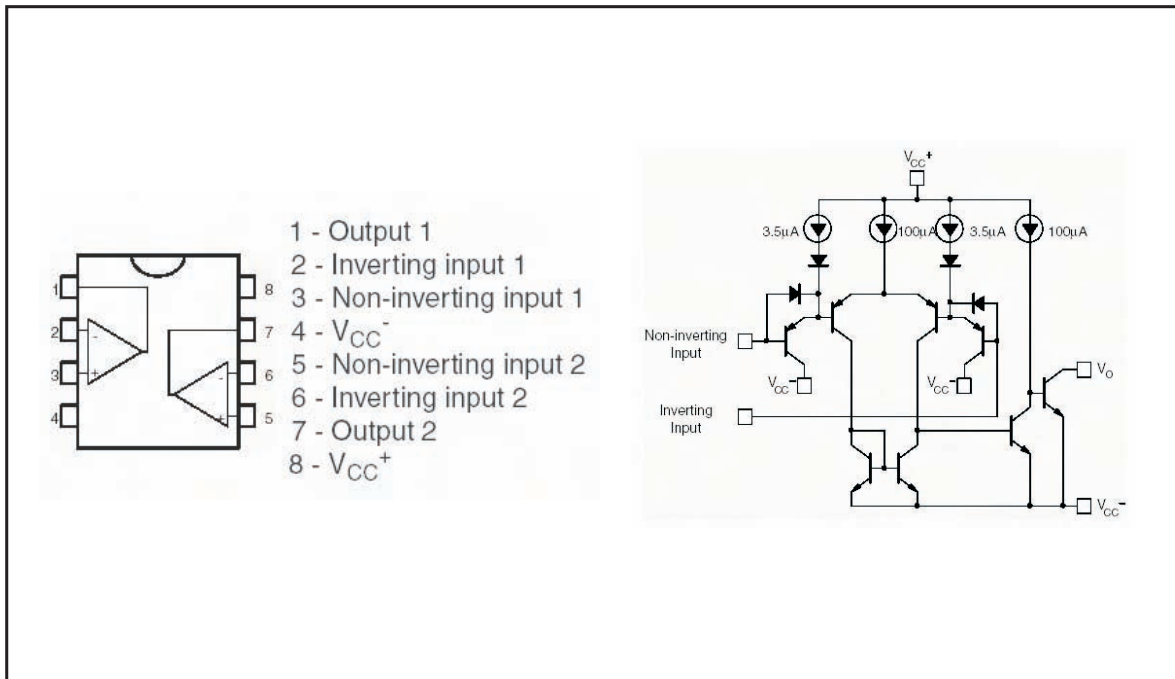 1
2
3
4
8
7
6
5
-
+
-
+
1 - Output 1
2 - Inverting input 1
3 - Non-inverting input 1
4 - VCC-
5 - Non-inverting input 2
6 - Inverting input 2
7 - Output 2
8 - VCC+
VCC+
3.5μA 100μA 3.5μA 100μA
Non-inverting
Input
VCC- VCC- VO
Inverting
Input
VCC-